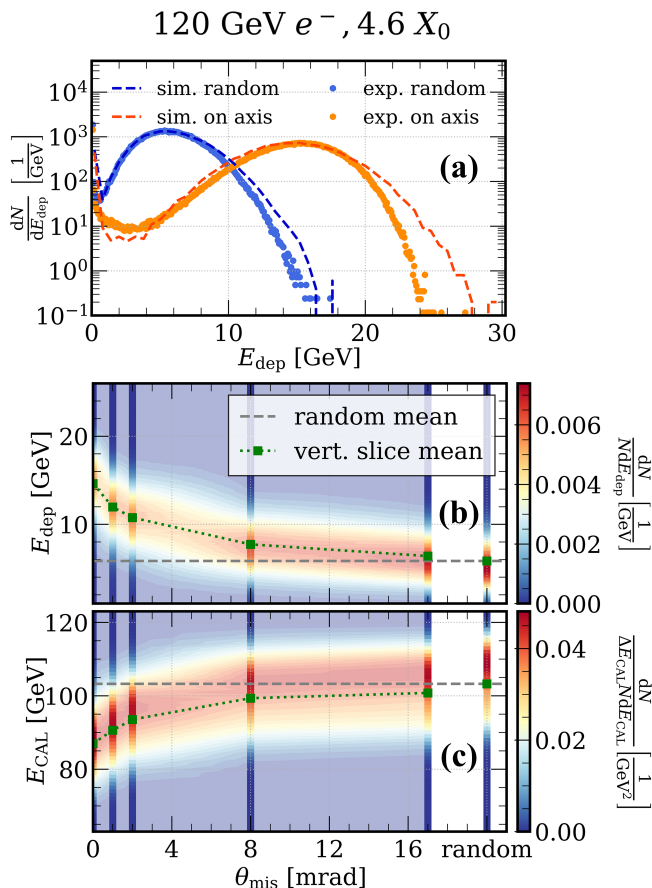 120 GeV e⁻, 4.6 X₀
sim. random
sim. on axis
exp. random
exp. on axis
(a)
dN/dE_dep [1/GeV]
10⁴
10³
10²
10¹
10⁰
10⁻¹
0 10 20 30
E_dep [GeV]
random mean
vert. slice mean
(b)
E_dep [GeV]
20
10
0.006
0.004
0.002
0.000
dN/NdE_dep [1/GeV]
(c)
E_CAL [GeV]
120
100
80
0.04
0.02
0.00
dN/ΔE_CAL NdE_CAL [1/GeV²]
0 4 8 12 16 random
θ_mis [mrad]